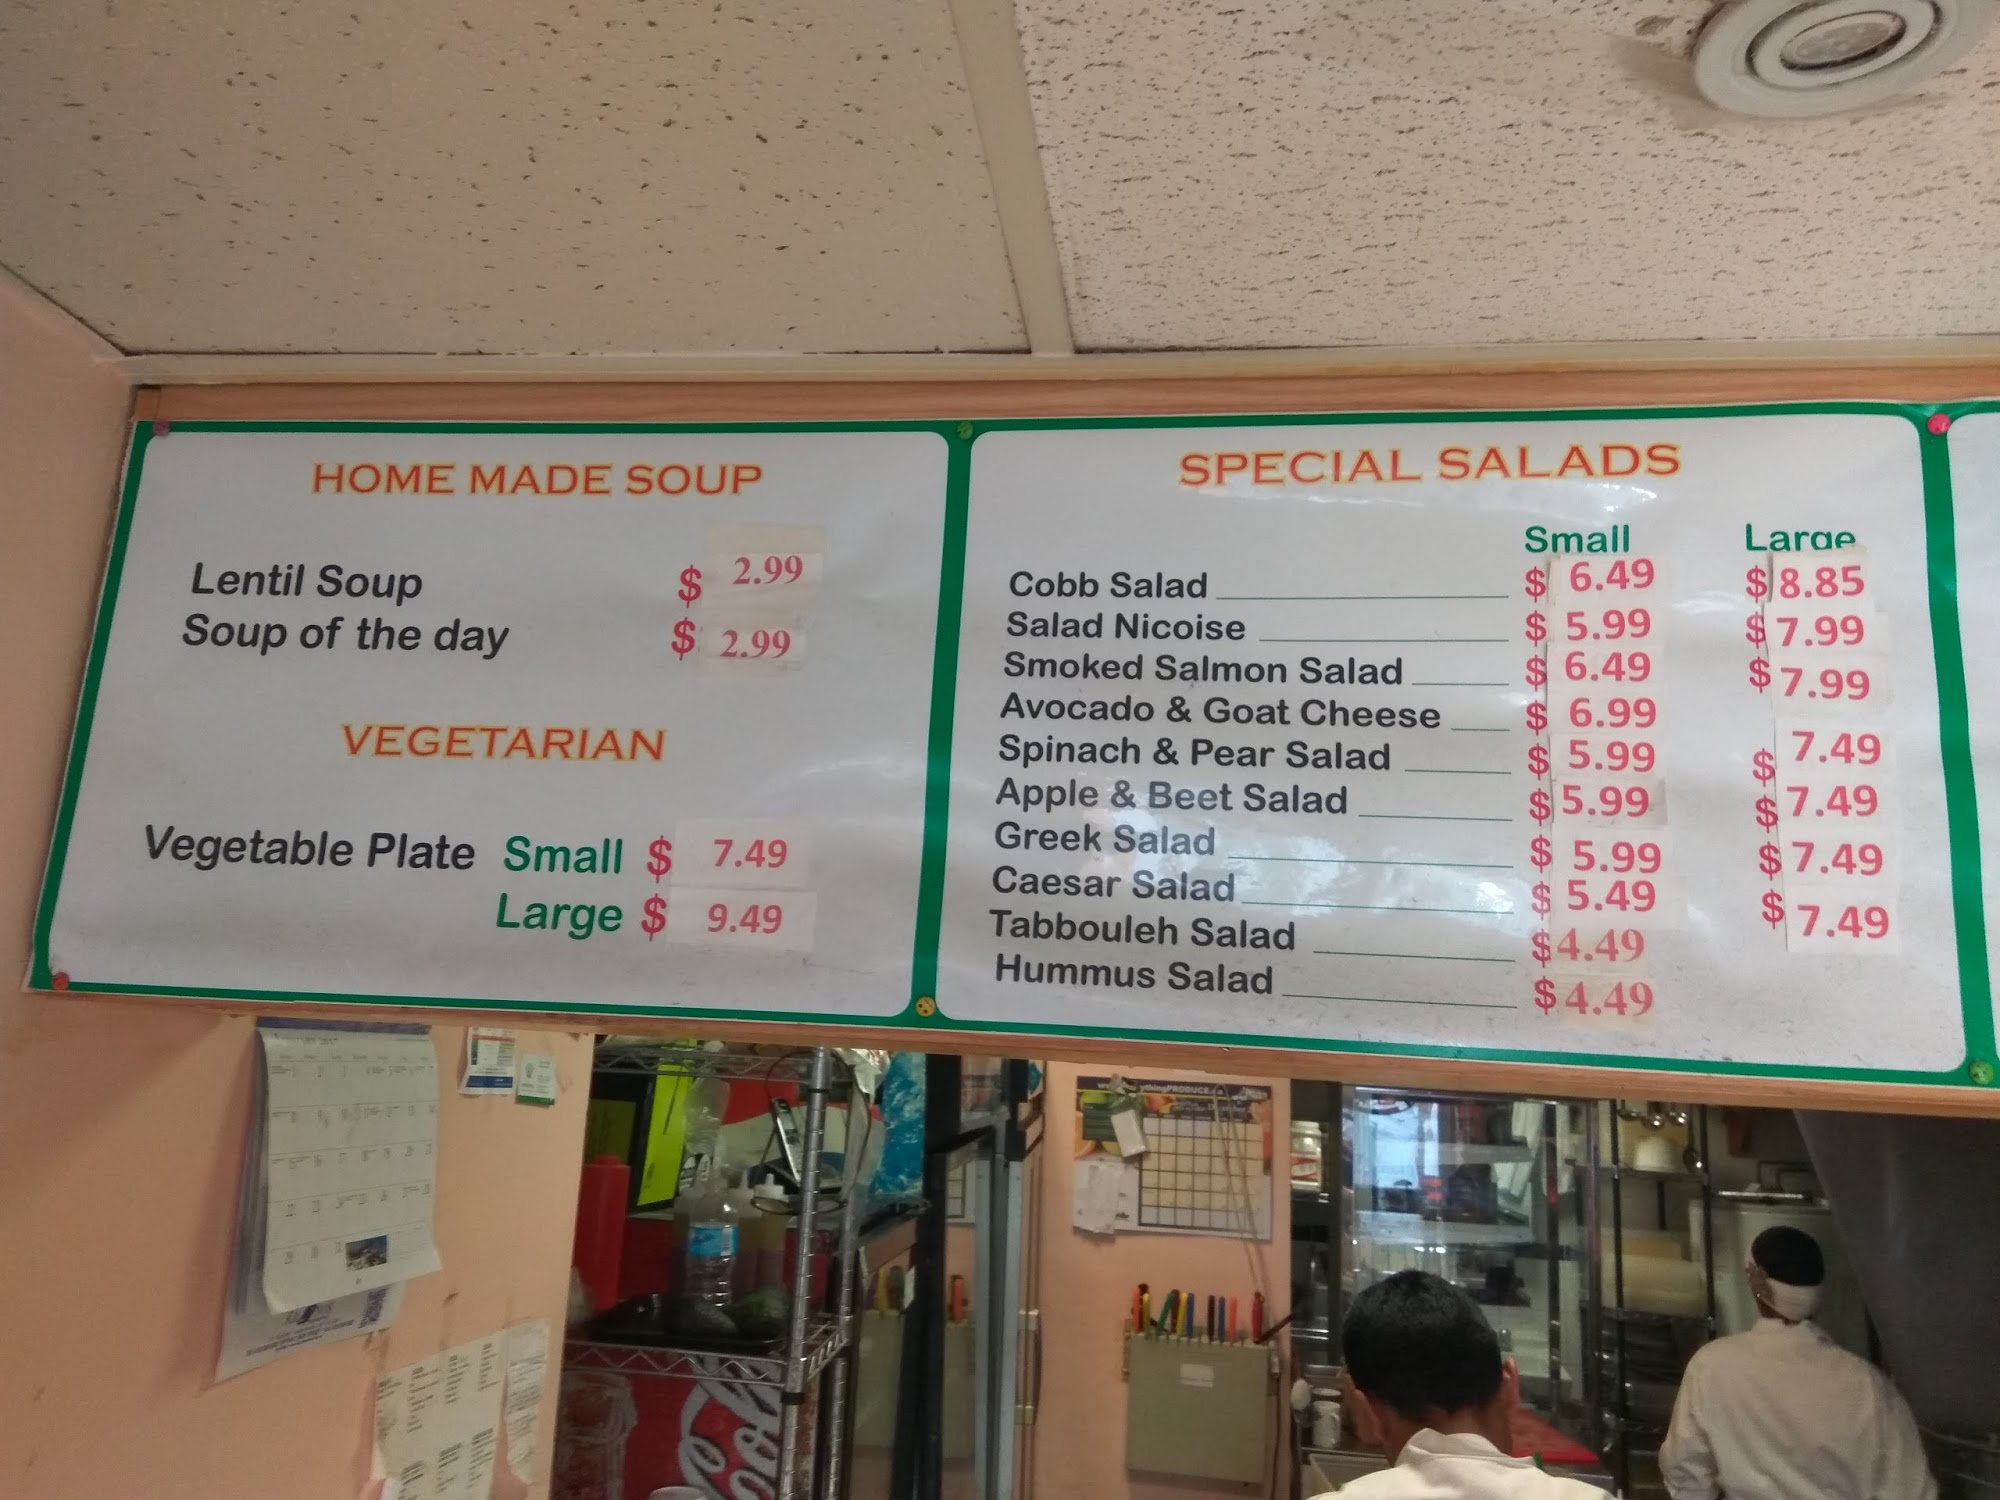 HOME MADE SOUP
Lentil Soup $ 2.99
Soup of the day $ 2.99
VEGETARIAN
Vegetable Plate Small $ 7.49
Large $ 9.49
SPECIAL SALADS
Small Large
Cobb Salad $ 6.49 $ 8.85
Salad Nicoise $ 5.99 $ 7.99
Smoked Salmon Salad $ 6.49 $ 7.99
Avocado & Goat Cheese $ 6.99
Spinach & Pear Salad $ 5.99 $ 7.49
Apple & Beet Salad $ 5.99 $ 7.49
Greek Salad $ 5.99 $ 7.49
Caesar Salad $ 5.49 $ 7.49
Tabbouleh Salad $ 4.49
Hummus Salad $ 4.49
Coca